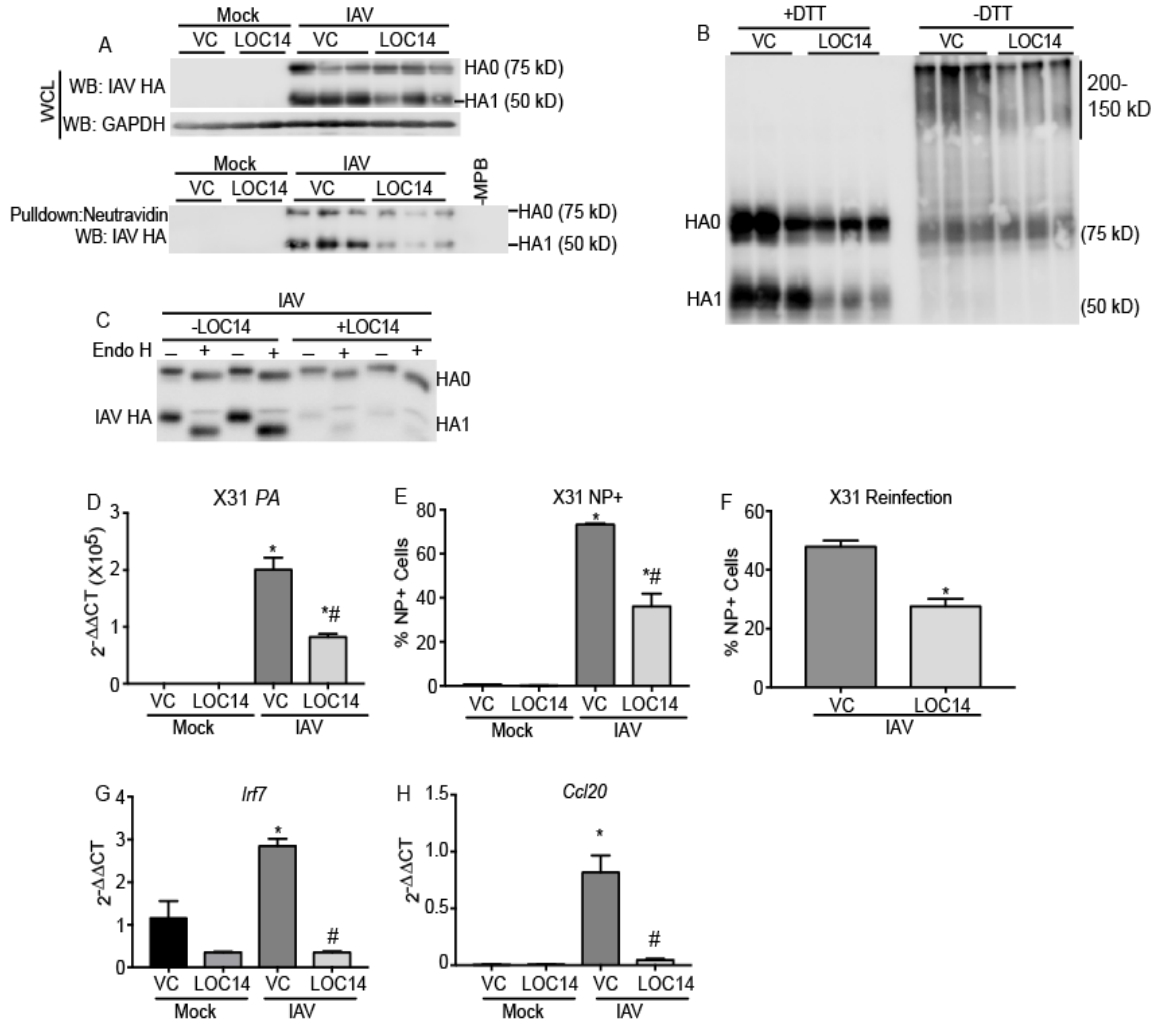 A
Mock IAV
VC LOC14 VC LOC14
WCL
WB: IAV HA
HA0 (75 kD)
HA1 (50 kD)
WB: GAPDH
Mock IAV
VC LOC14 VC LOC14
-MPB
Pulldown:Neutravidin
WB: IAV HA
HA0 (75 kD)
HA1 (50 kD)
B
+DTT -DTT
VC LOC14 VC LOC14
200-
150 kD
HA0
(75 kD)
HA1
(50 kD)
C
IAV
-LOC14 +LOC14
Endo H – + – + – + – +
HA0
IAV HA
HA1
D
X31 PA
2-ΔΔCT (X10⁵)
3
2
1
0
*
*#
VC LOC14 VC LOC14
Mock IAV
E
X31 NP+
% NP+ Cells
80
60
40
20
0
*
*#
VC LOC14 VC LOC14
Mock IAV
F
X31 Reinfection
% NP+ Cells
60
40
20
0
*
VC LOC14
IAV
G
Irf7
2-ΔΔCT
4
3
2
1
0
*
#
VC LOC14 VC LOC14
Mock IAV
H
Ccl20
2-ΔΔCT
1.5
1.0
0.5
0
*
#
VC LOC14 VC LOC14
Mock IAV